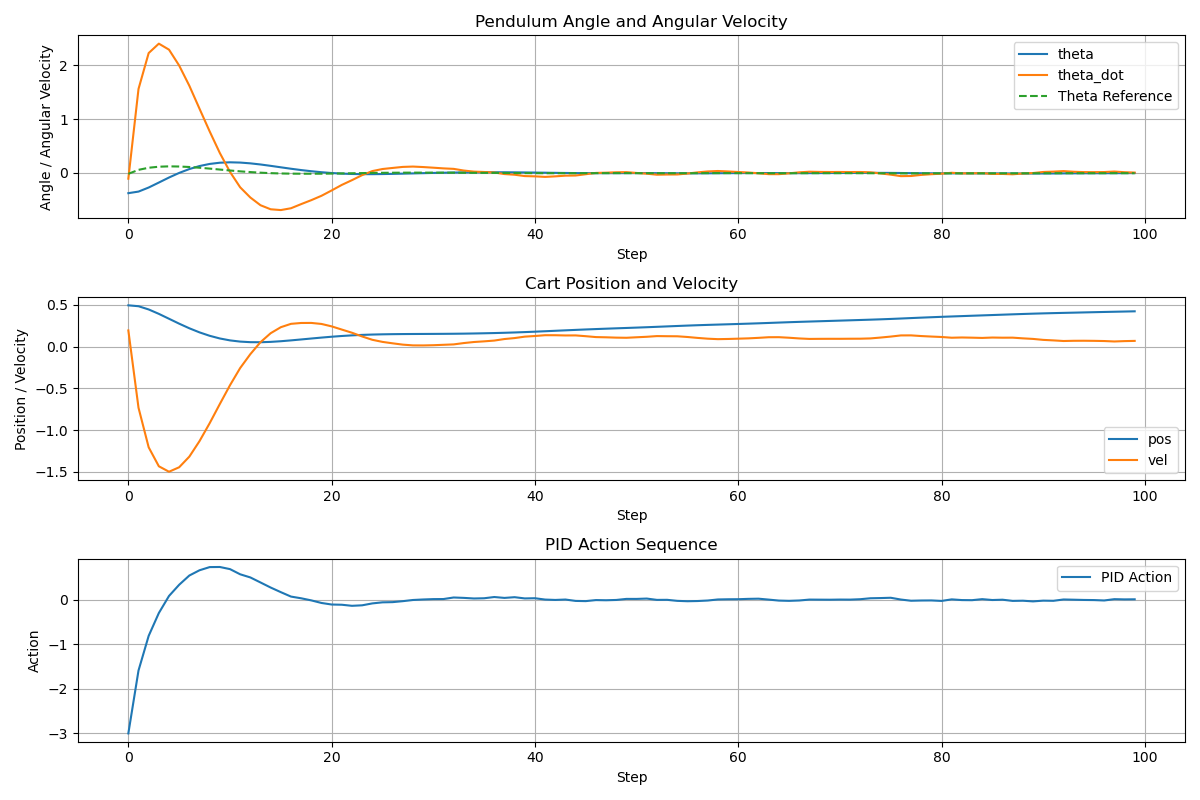 Pendulum Angle and Angular Velocity
Angle / Angular Velocity
2
1
0
theta
theta_dot
Theta Reference
0 20 40 60 80 100
Step
Cart Position and Velocity
Position / Velocity
0.5
0.0
−0.5
−1.0
−1.5
pos
vel
0 20 40 60 80 100
Step
PID Action Sequence
Action
0
−1
−2
−3
PID Action
0 20 40 60 80 100
Step